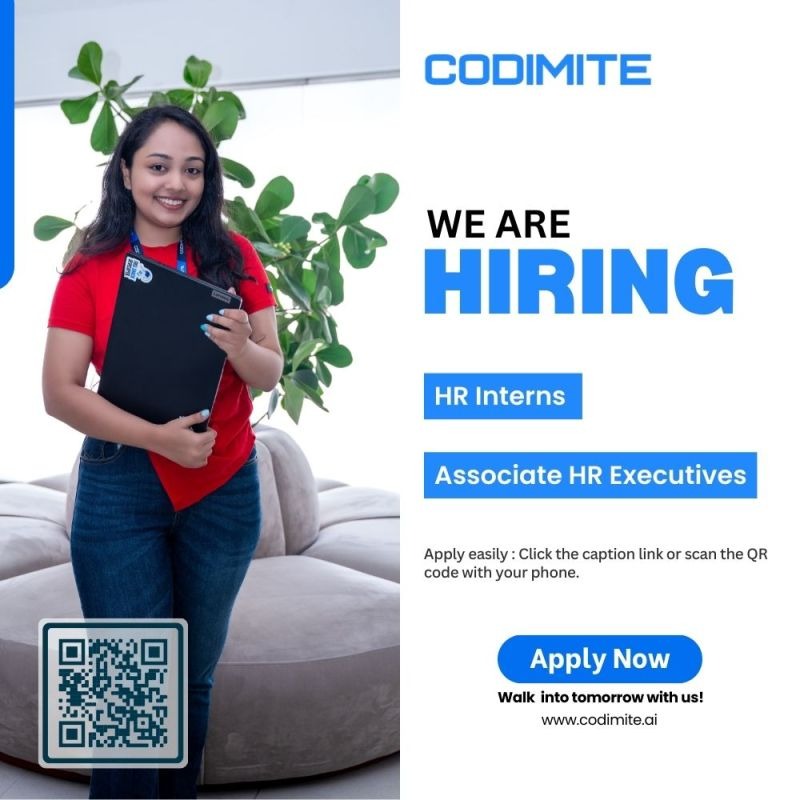 CODIMITE
WE ARE
HIRING
HR Interns
Associate HR Executives
Apply easily : Click the caption link or scan the QR
code with your phone.
Apply Now
Walk into tomorrow with us!
www.codimite.ai